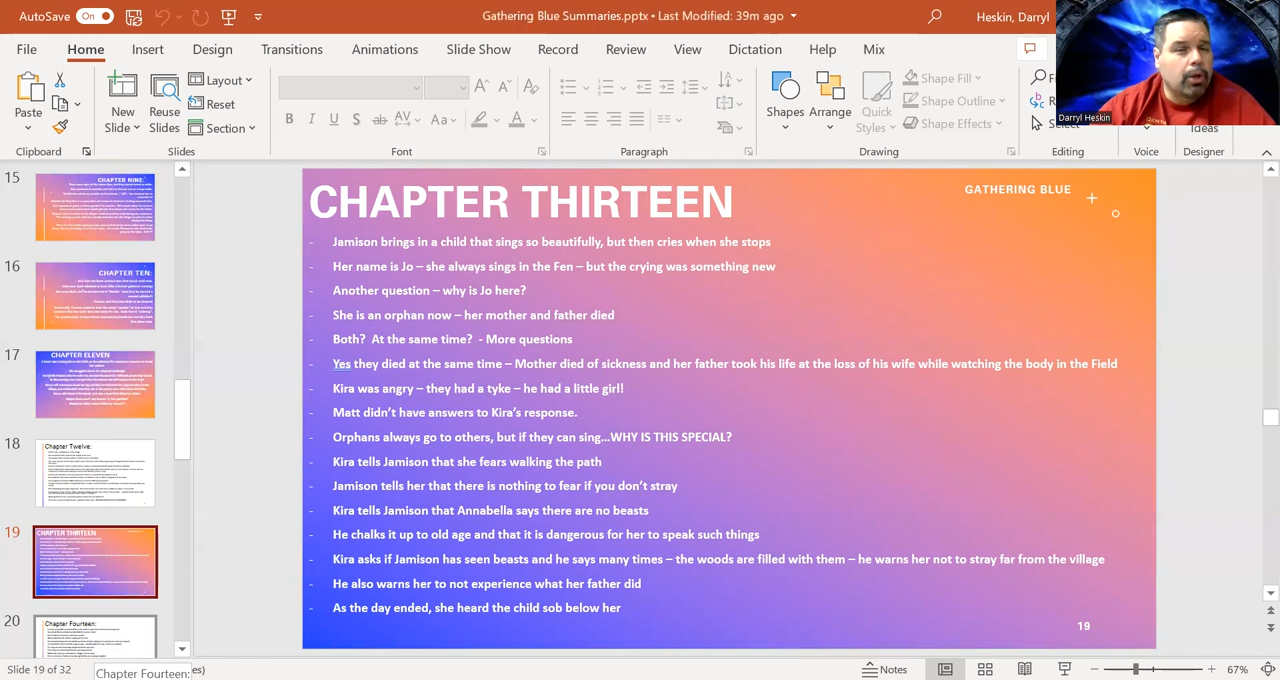 AutoSave On Gathering Blue Summaries.pptx • Last Modified: 39m ago Heskin, Darryl
File Home Insert Design Slide Show Transitions Animations Record Review View Dictation Help Mix
Paste
Clipboard
New Slide
Reuse Slides
Layout
Reset
Section
Slides
B I U S ab AV Aa A
Font
Paragraph
Shapes Arrange Quick Styles
Shape Fill
Shape Outline
Shape Effects
Drawing
Select
Editing
Voice
Ideas
Designer
Darryl Heskin
15
CHAPTER NINE:
16
CHAPTER TEN:
17
CHAPTER ELEVEN
18
Chapter Twelve:
19
CHAPTER THIRTEEN
20
Chapter Fourteen:
CHAPTER THIRTEEN
GATHERING BLUE
- Jamison brings in a child that sings so beautifully, but then cries when she stops
- Her name is Jo – she always sings in the Fen – but the crying was something new
- Another question – why is Jo here?
- She is an orphan now – her mother and father died
- Both? At the same time? - More questions
- Yes they died at the same time. Mother died of sickness and her father took his life at the loss of his wife while watching the body in the Field
- Kira was angry – they had a tyke – he had a little girl!
- Matt didn’t have answers to Kira’s response.
- Orphans always go to others, but if they can sing...WHY IS THIS SPECIAL?
- Kira tells Jamison that she fears walking the path
- Jamison tells her that there is nothing to fear if you don’t stray
- Kira tells Jamison that Annabella says there are no beasts
- He chalks it up to old age and that it is dangerous for her to speak such things
- Kira asks if Jamison has seen beasts and he says many times – the woods are filled with them – he warns her not to stray far from the village
- He also warns her to not experience what her father did
- As the day ended, she heard the child sob below her
19
Slide 19 of 32
Chapter Fourteen:
es)
Notes
67%